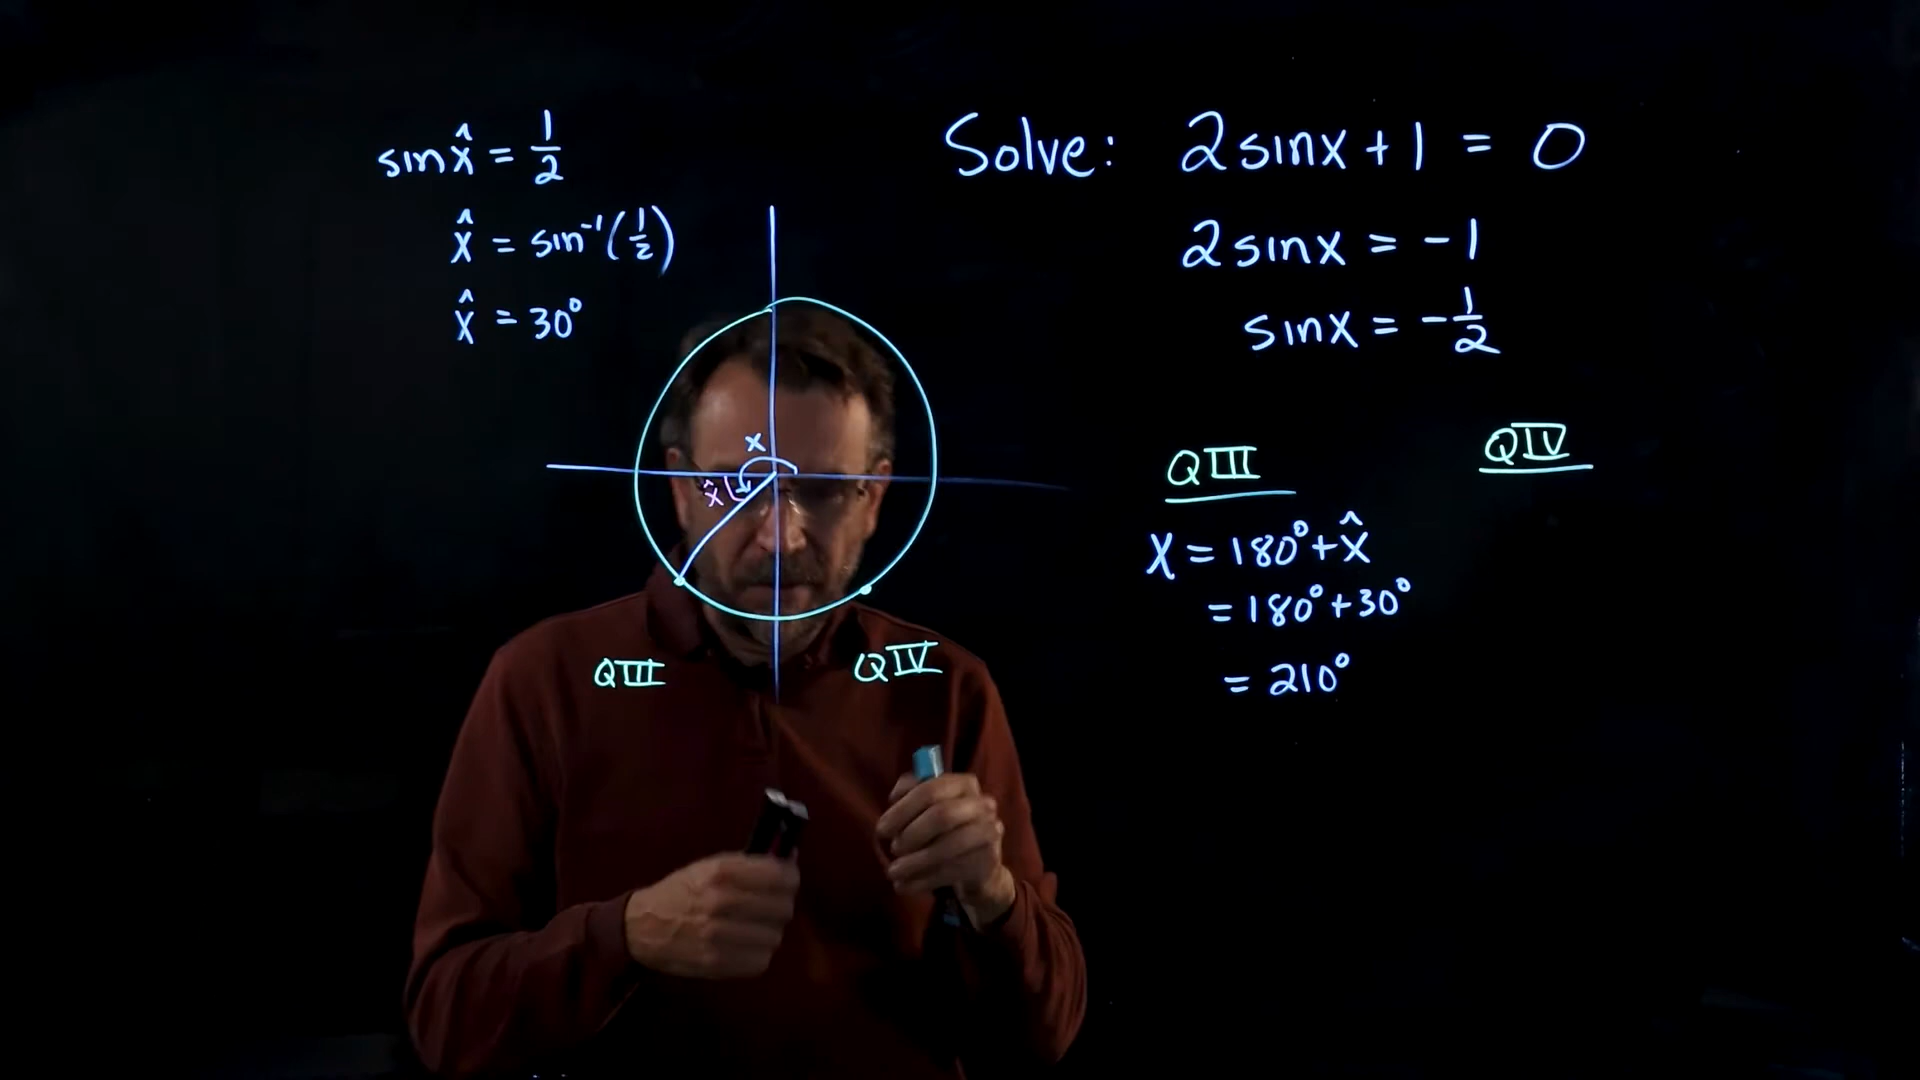 sin x̂ = 1/2
x̂ = sin⁻¹(1/2)
x̂ = 30°
Solve: 2sinx + 1 = 0
2sinx = -1
sinx = -1/2
x
x̂
QIII
QIV
QIII
x = 180° + x̂
= 180° + 30°
= 210°
QIV